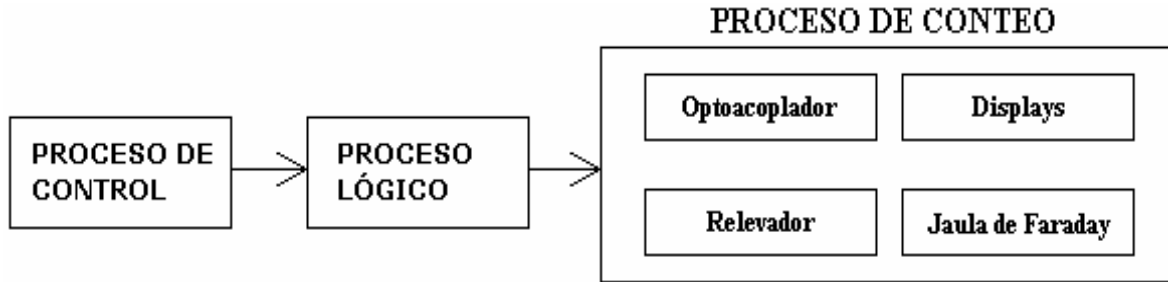 PROCESO DE CONTEO
Optoacoplador
Displays
PROCESO DE
CONTROL
PROCESO
LÓGICO
Relevador
Jaula de Faraday